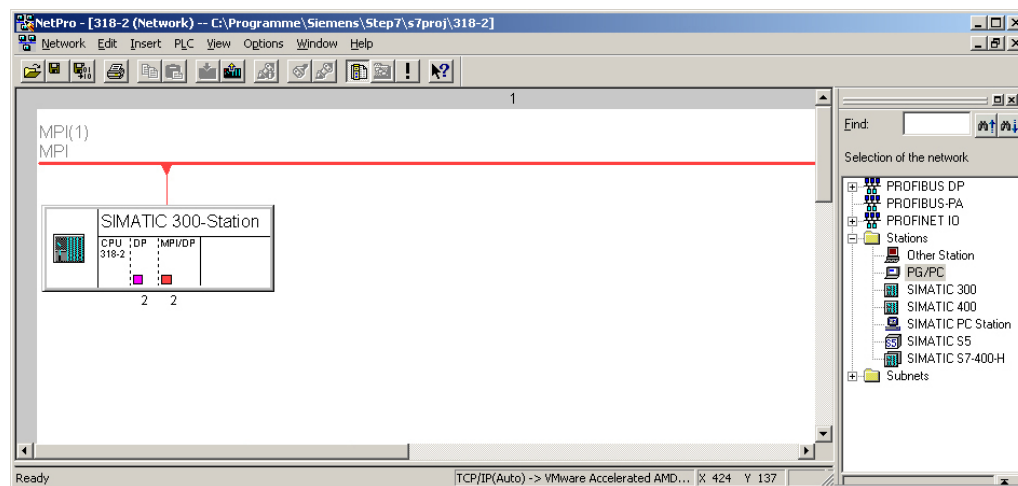 NetPro - [318-2 (Network) -- C:\Programme\Siemens\Step7\s7proj\318-2]
Network Edit Insert PLC View Options Window Help
1
MPI(1)
MPI
SIMATIC 300-Station
CPU DP MPI/DP
318-2
2 2
Find:
Selection of the network
PROFIBUS DP
PROFIBUS-PA
PROFINET IO
Stations
Other Station
PG/PC
SIMATIC 300
SIMATIC 400
SIMATIC PC Station
SIMATIC S5
SIMATIC S7-400-H
Subnets
Ready
TCP/IP(Auto) -> VMware Accelerated AMD... X 424 Y 137